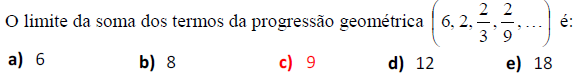 O limite da soma dos termos da progressão geométrica (6, 2, 2/3, 2/9, ...) é:
a) 6 b) 8 c) 9 d) 12 e) 18